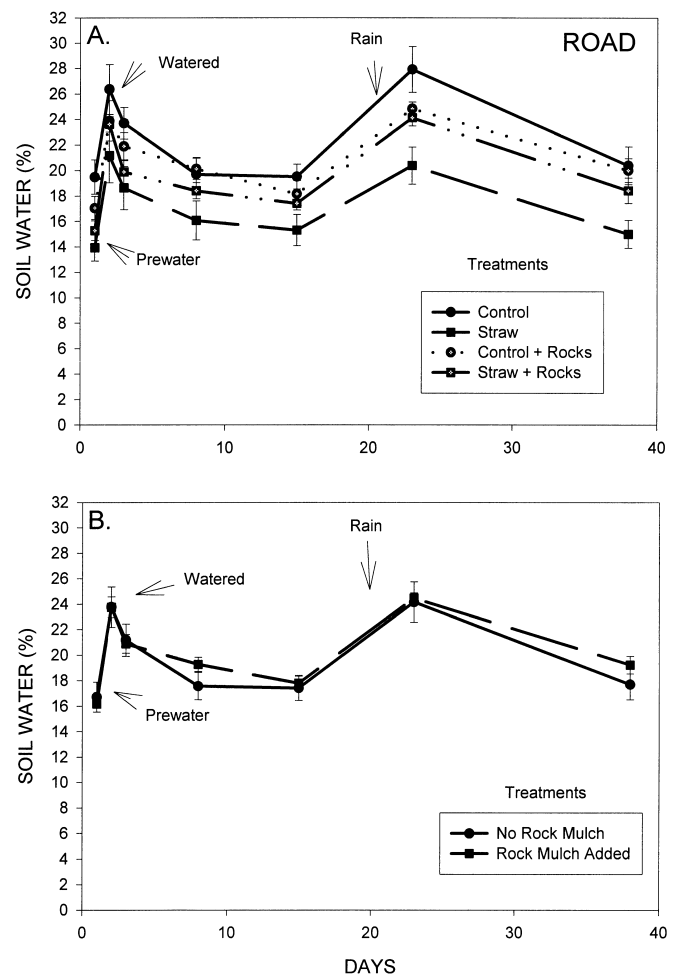 A.
ROAD
Rain
Watered
Prewater
SOIL WATER (%)
32
30
28
26
24
22
20
18
16
14
12
10
8
6
4
2
0
Treatments
Control
Straw
Control + Rocks
Straw + Rocks
0 10 20 30 40
B.
Rain
Watered
Prewater
SOIL WATER (%)
32
30
28
26
24
22
20
18
16
14
12
10
8
6
4
2
0
Treatments
No Rock Mulch
Rock Mulch Added
0 10 20 30 40
DAYS